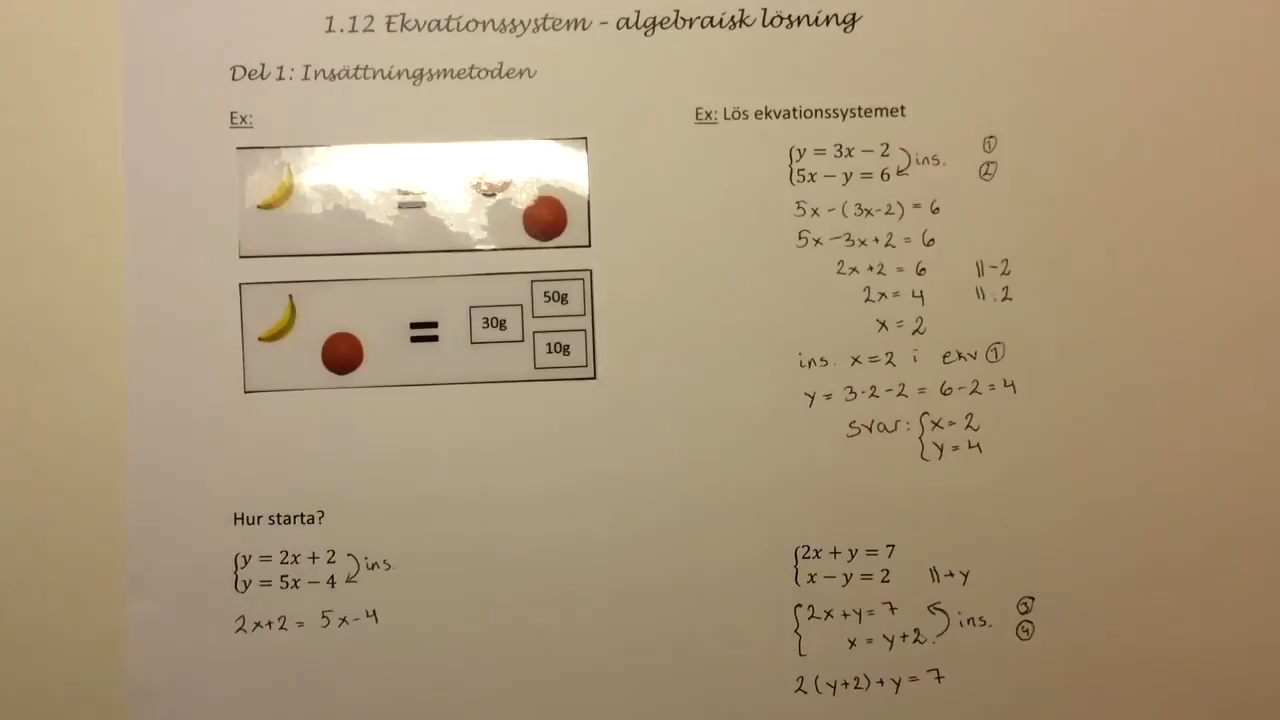 1.12 Ekvationssystem - algebraisk lösning
Del 1: Insättningsmetoden
Ex:
=
=
30g
50g
10g
Hur starta?
{y = 2x + 2
{y = 5x − 4
ins.
2x+2 = 5x-4
Ex: Lös ekvationssystemet
{y = 3x − 2 ①
{5x − y = 6 ②
ins.
5x-(3x-2) = 6
5x-3x+2 = 6
2x+2 = 6 ||-2
2x = 4 ||:2
x = 2
ins. x=2 i ekv ①
y = 3·2-2 = 6-2 = 4
Svar: {x = 2
{y = 4
{2x + y = 7
{x − y = 2 ||+y
{2x+y = 7 ③
x = y+2 ④
ins.
2(y+2)+y = 7